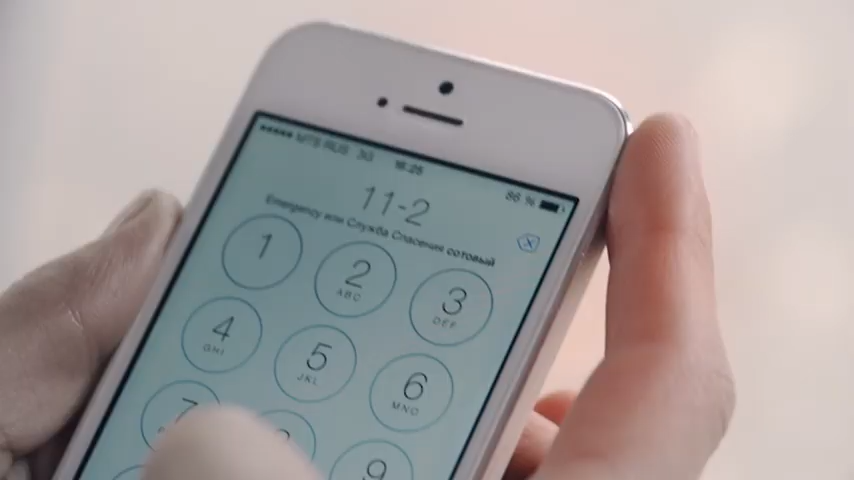 MTS RUS 3G 16:25 86 %
11-2
Emergency или Служба Спасения сотовый
1
2 ABC
3 DEF
4 GHI
5 JKL
6 MNO
7
9